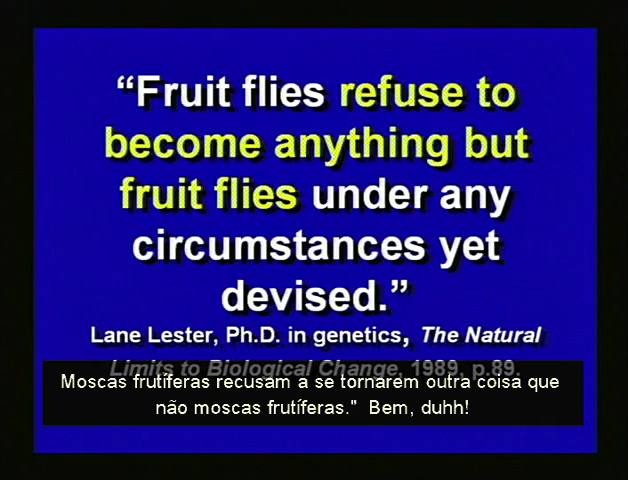 “Fruit flies refuse to
become anything but
fruit flies under any
circumstances yet
devised.”
Lane Lester, Ph.D. in genetics, The Natural
Limits to Biological Change, 1989, p.89.
Moscas frutíferas recusam a se tornarem outra coisa que
não moscas frutíferas."  Bem, duhh!